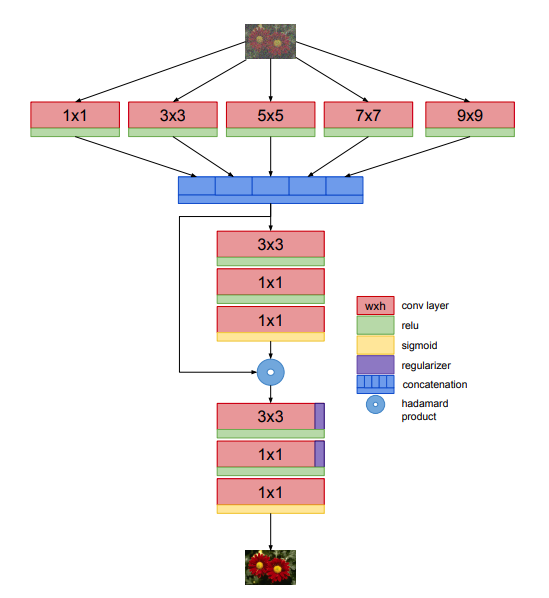 1x1
3x3
5x5
7x7
9x9
3x3
1x1
1x1
wxh conv layer
relu
sigmoid
regularizer
concatenation
hadamard
product
3x3
1x1
1x1